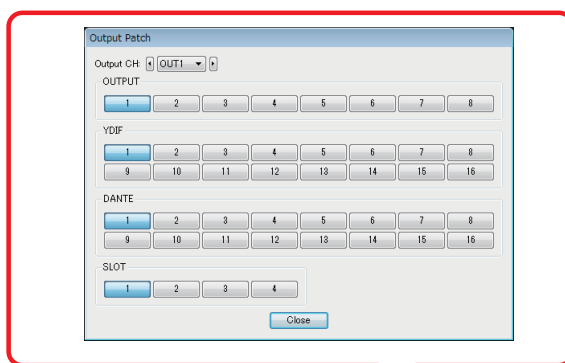 Output Patch
Output CH: OUT1
OUTPUT
1 2 3 4 5 6 7 8
YDIF
1 2 3 4 5 6 7 8
9 10 11 12 13 14 15 16
DANTE
1 2 3 4 5 6 7 8
9 10 11 12 13 14 15 16
SLOT
1 2 3 4
Close